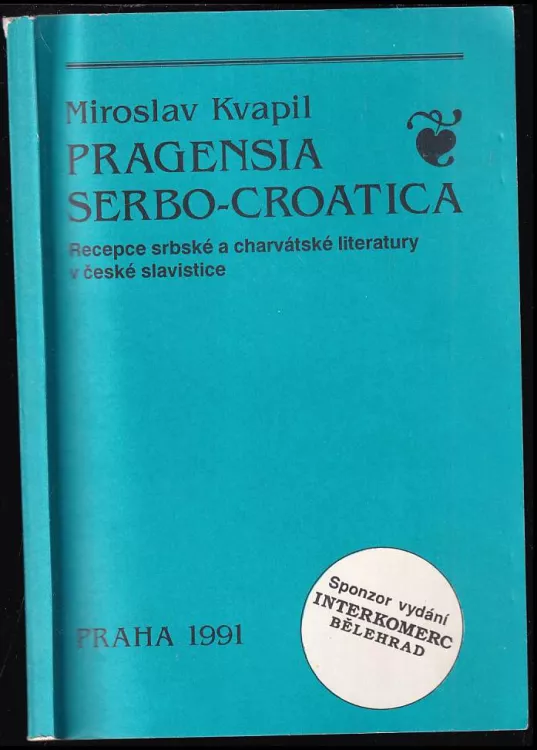 Miroslav Kvapil
PRAGENSIA
SERBO-CROATICA
Recepce srbské a charvátské literatury
v české slavistice
Sponzor vydání
INTERKOMERC
BĚLEHRAD
PRAHA 1991